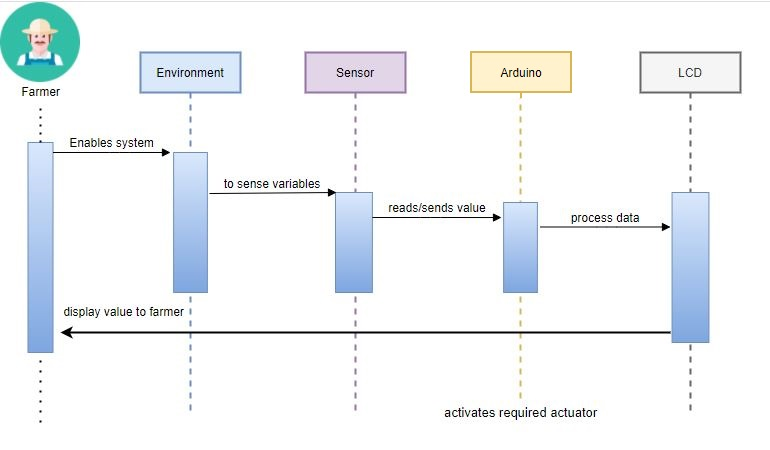 Farmer
Environment
Sensor
Arduino
LCD
Enables system
to sense variables
reads/sends value
process data
display value to farmer
activates required actuator